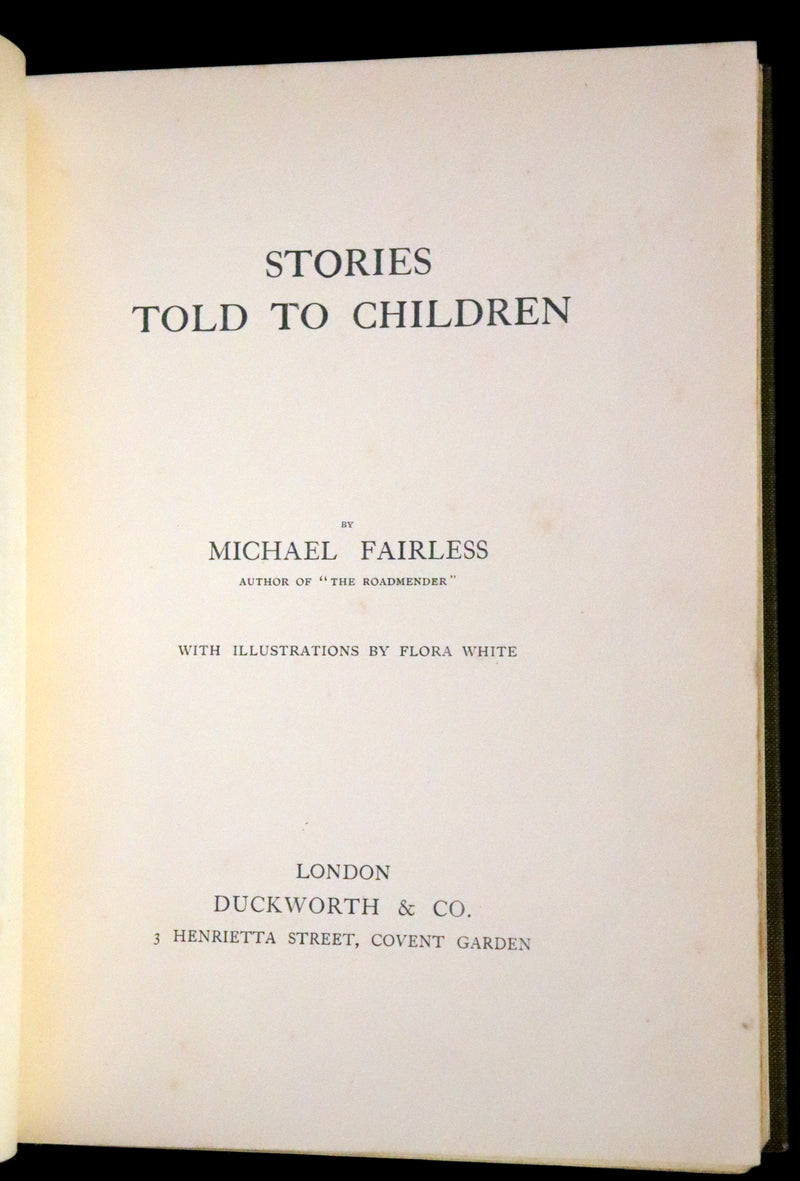 STORIES
TOLD TO CHILDREN
BY
MICHAEL FAIRLESS
AUTHOR OF "THE ROADMENDER"
WITH ILLUSTRATIONS BY FLORA WHITE
LONDON
DUCKWORTH & CO.
3 HENRIETTA STREET, COVENT GARDEN